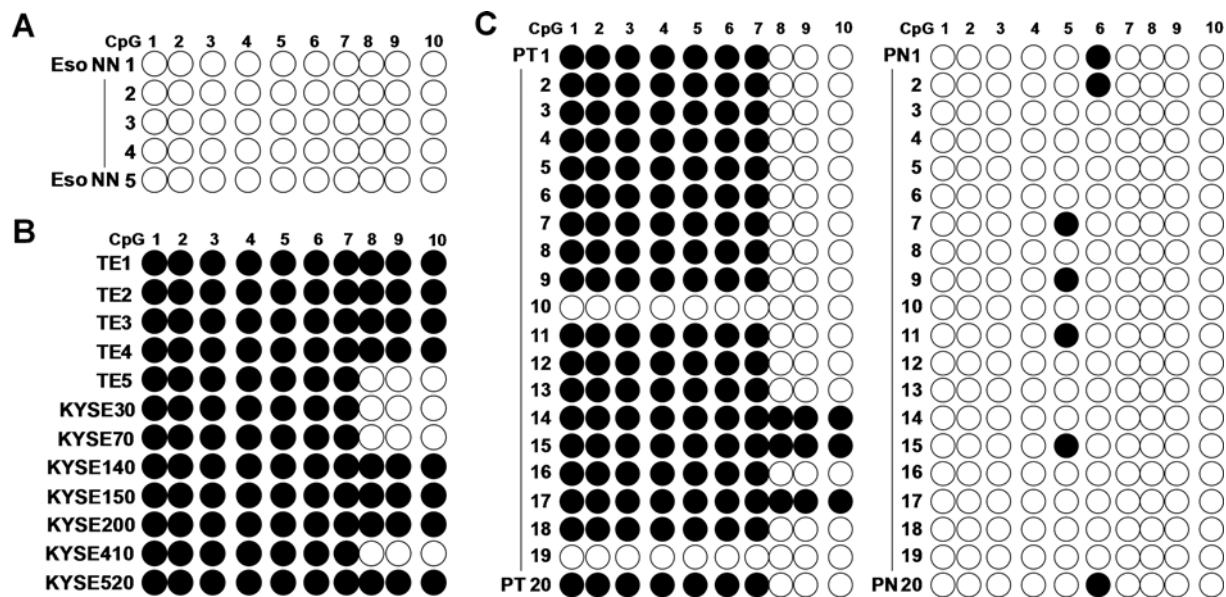 A
CpG 1 2 3 4 5 6 7 8 9 10
Eso NN 1
2
3
4
Eso NN 5
B
CpG 1 2 3 4 5 6 7 8 9 10
TE1
TE2
TE3
TE4
TE5
KYSE30
KYSE70
KYSE140
KYSE150
KYSE200
KYSE410
KYSE520
C
CpG 1 2 3 4 5 6 7 8 9 10
PT 1
2
3
4
5
6
7
8
9
10
11
12
13
14
15
16
17
18
19
PT 20
CpG 1 2 3 4 5 6 7 8 9 10
PN 1
2
3
4
5
6
7
8
9
10
11
12
13
14
15
16
17
18
19
PN 20